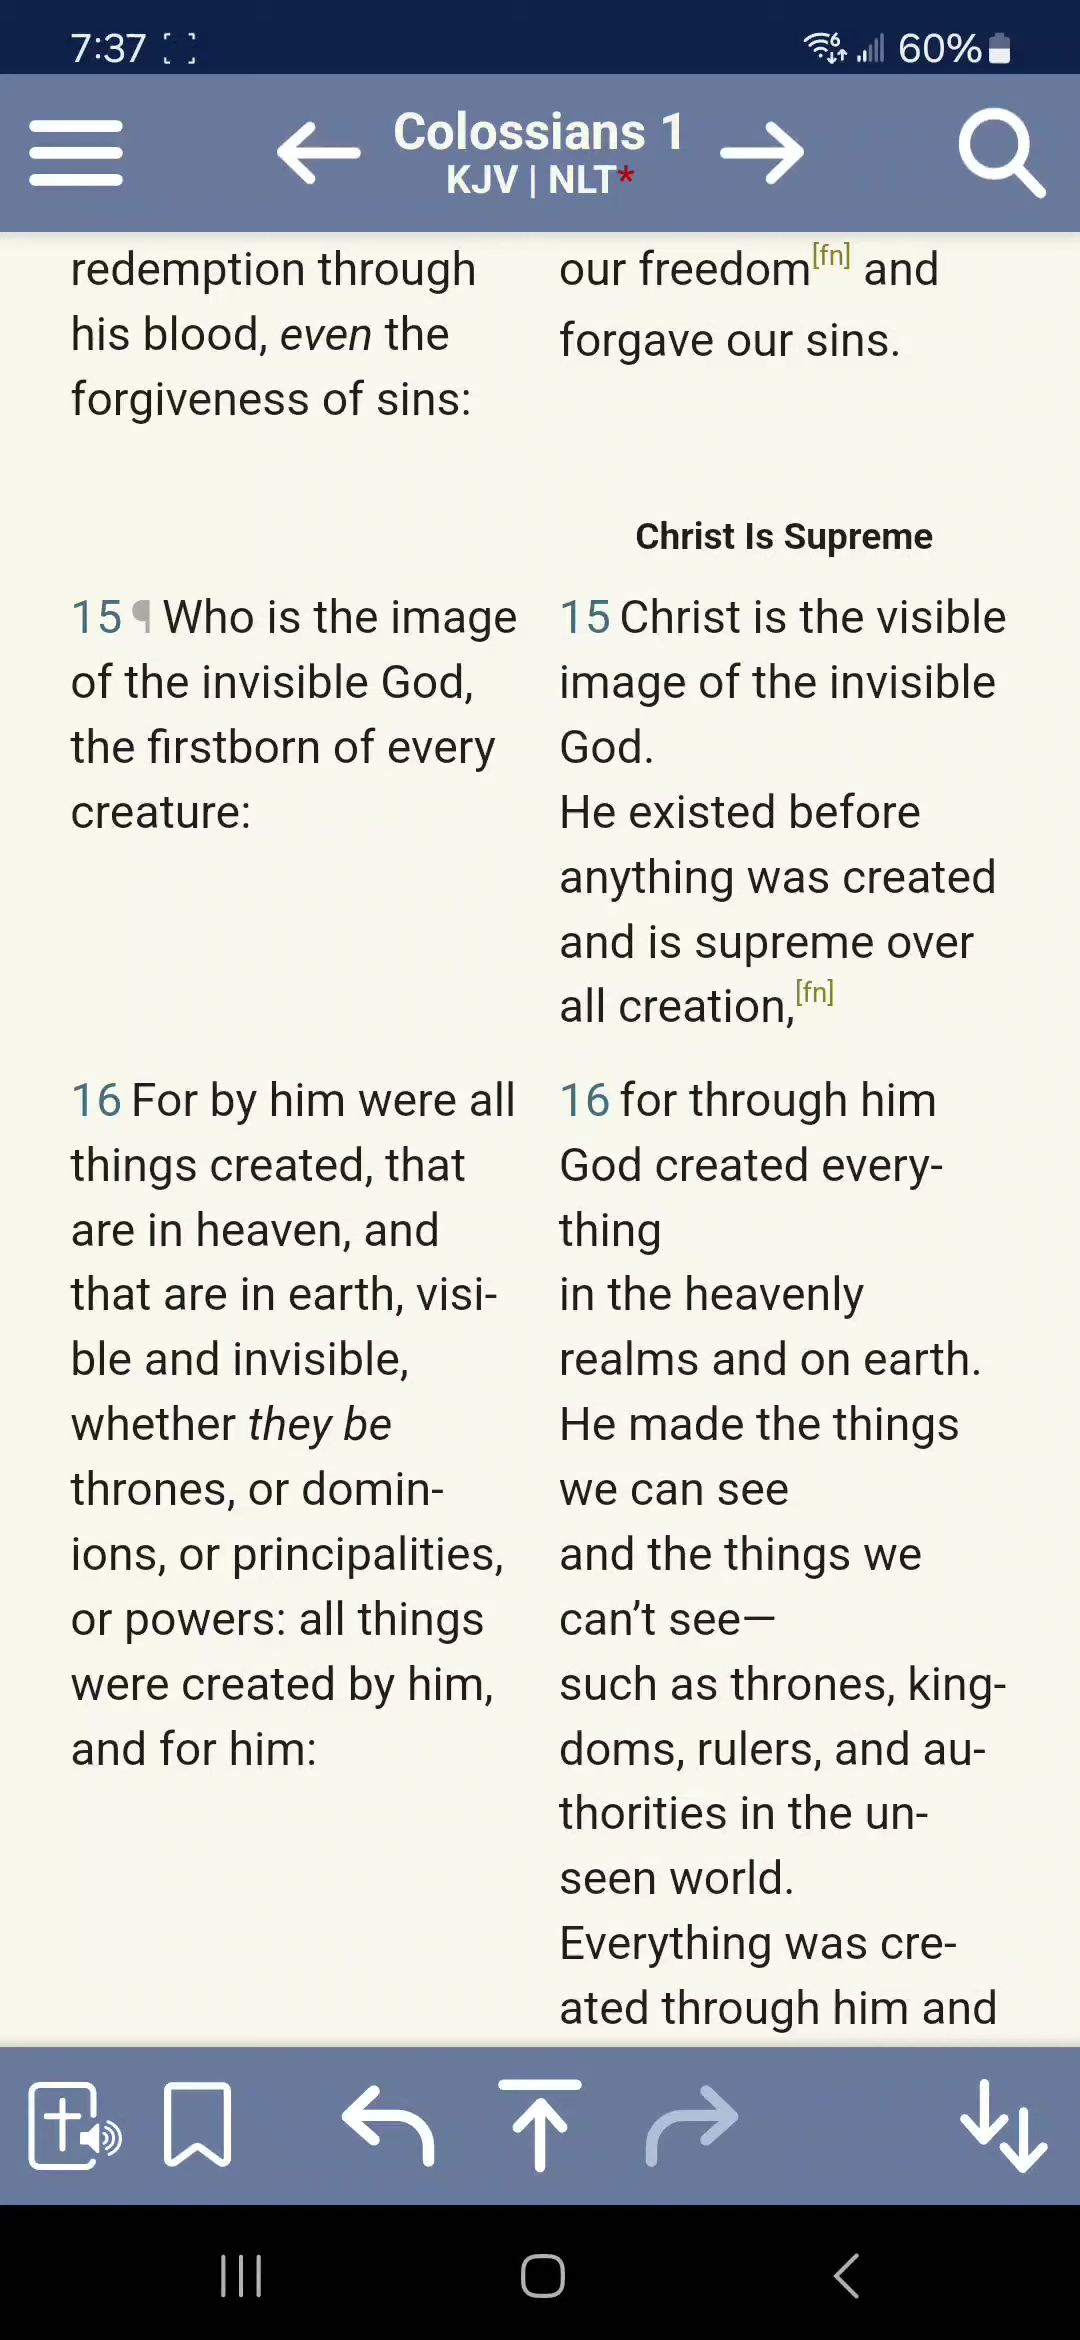 7:37
60%
Colossians 1
KJV | NLT*
redemption through
his blood, even the
forgiveness of sins:
15 ¶ Who is the image
of the invisible God,
the firstborn of every
creature:
16 For by him were all
things created, that
are in heaven, and
that are in earth, visi-
ble and invisible,
whether they be
thrones, or domin-
ions, or principalities,
or powers: all things
were created by him,
and for him:
our freedom[fn] and
forgave our sins.
Christ Is Supreme
15 Christ is the visible
image of the invisible
God.
He existed before
anything was created
and is supreme over
all creation,[fn]
16 for through him
God created every-
thing
in the heavenly
realms and on earth.
He made the things
we can see
and the things we
can’t see—
such as thrones, king-
doms, rulers, and au-
thorities in the un-
seen world.
Everything was cre-
ated through him and